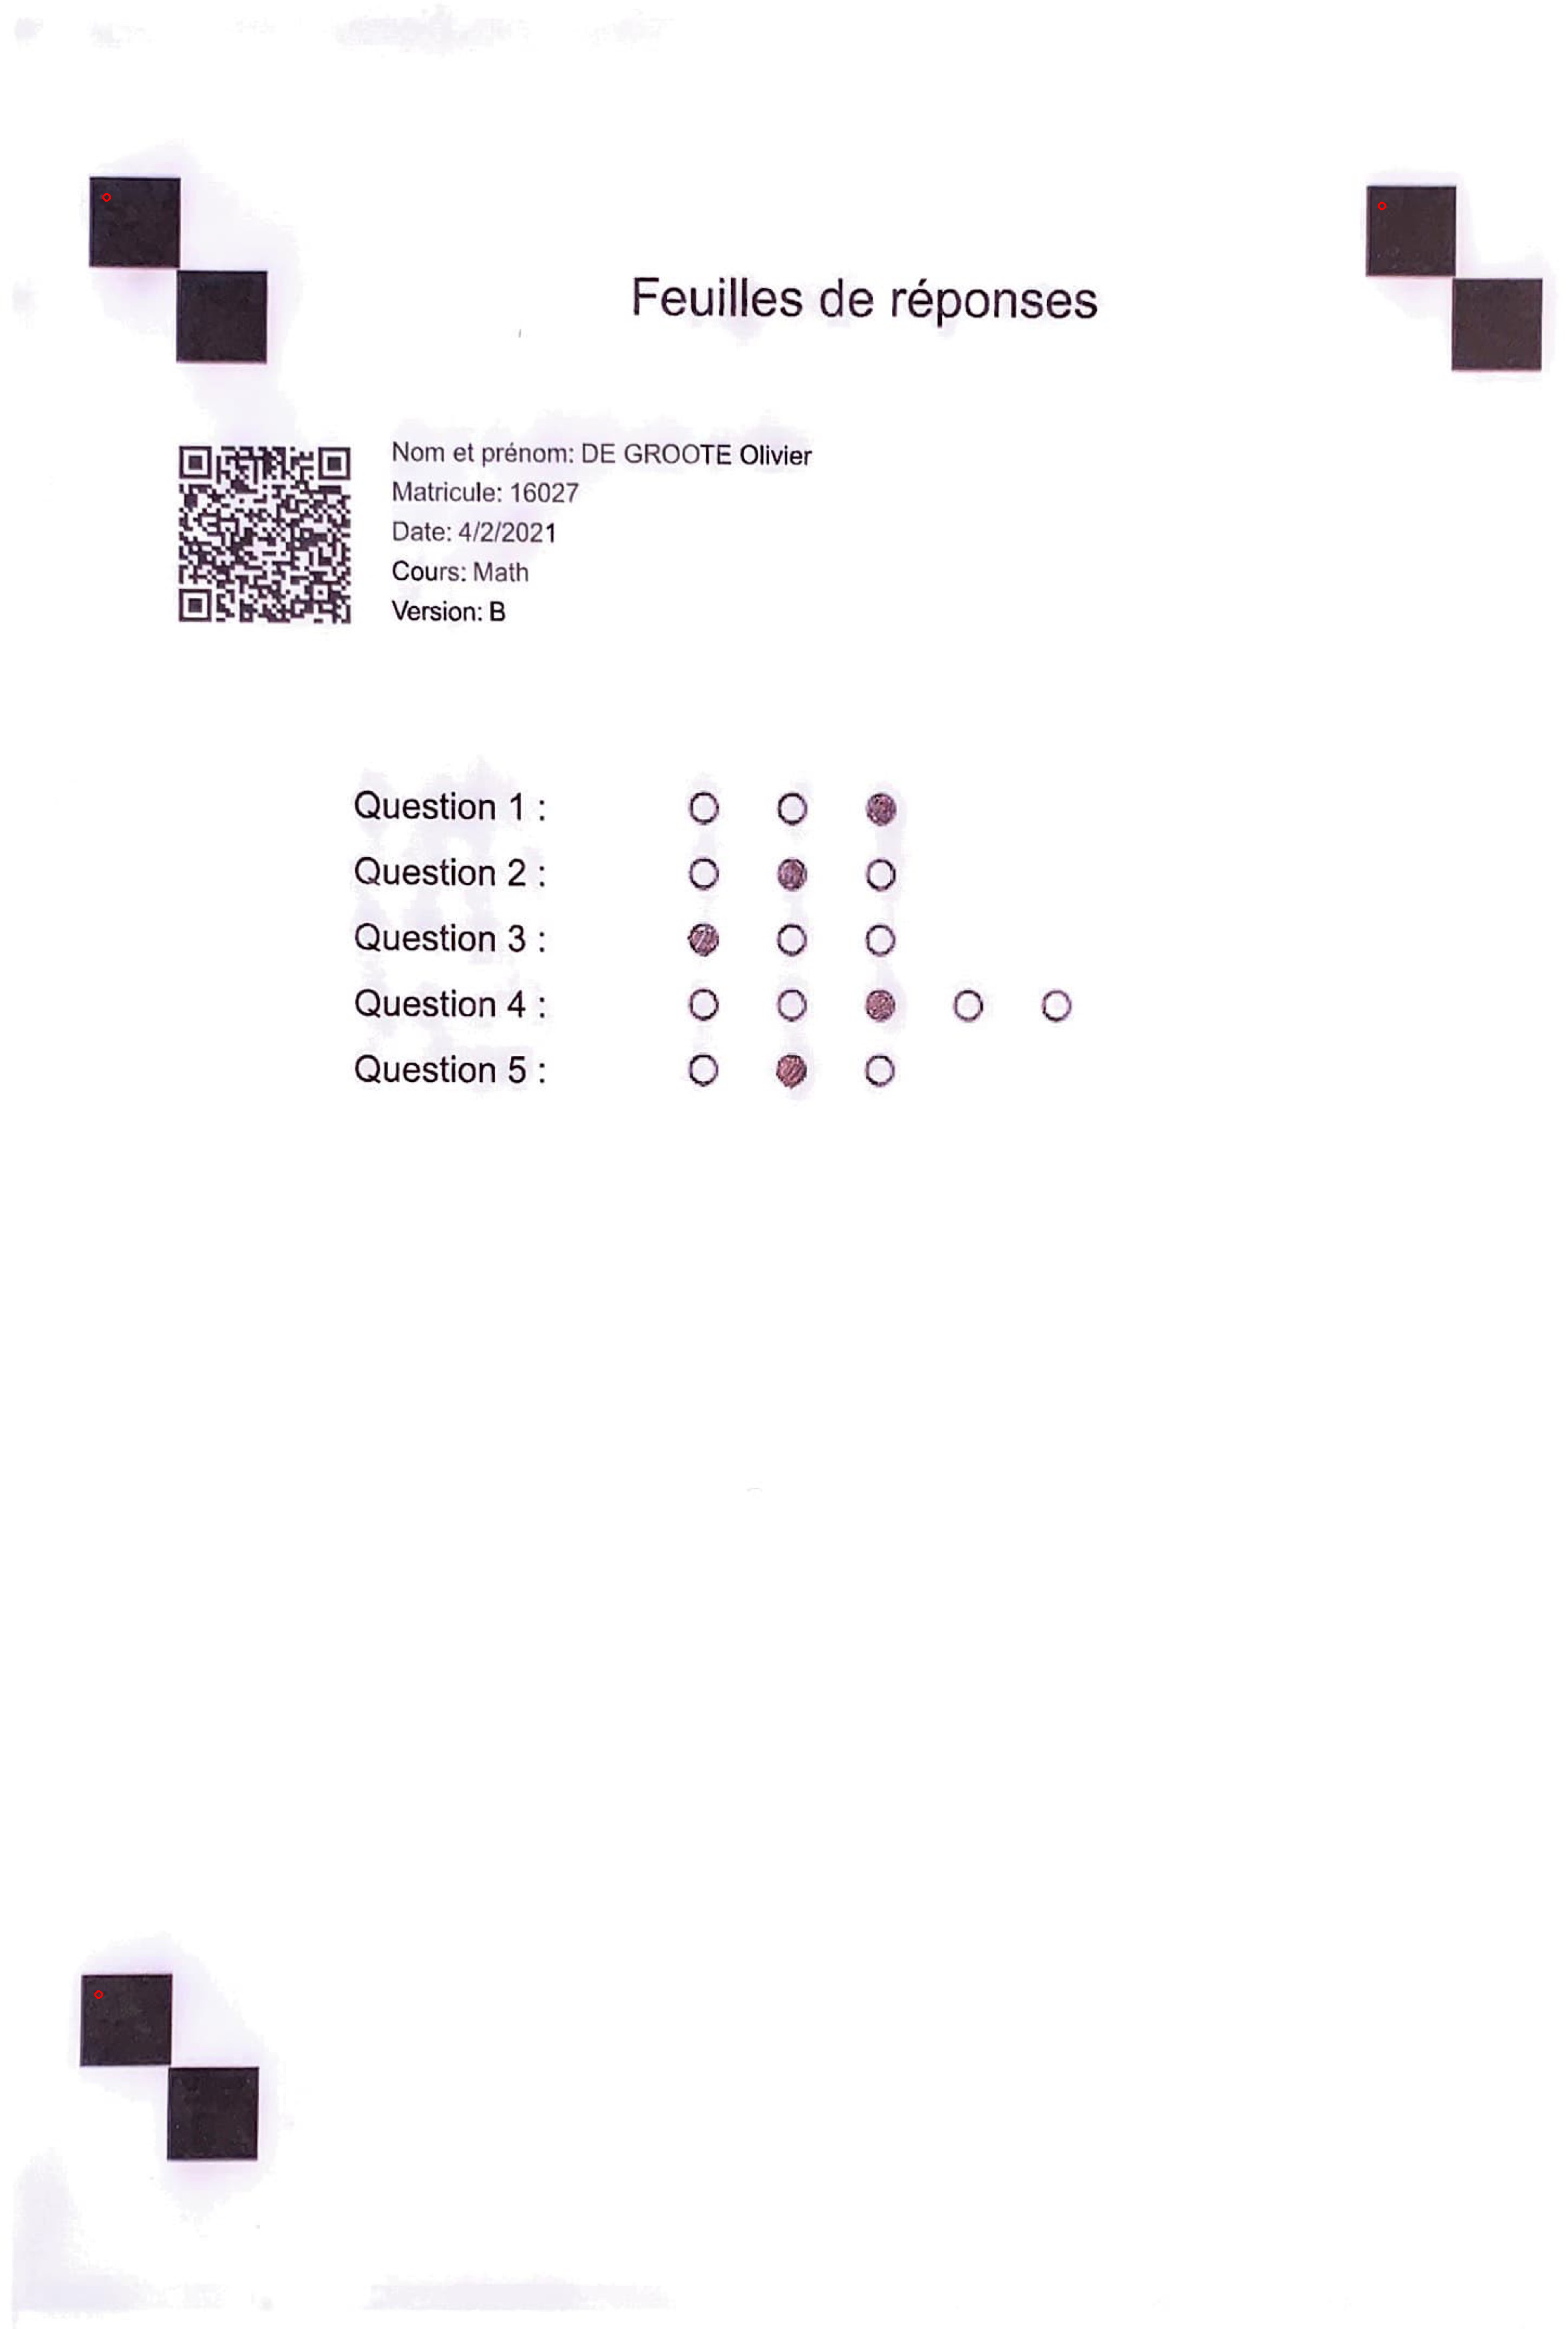 Feuilles de réponses
Nom et prénom: DE GROOTE Olivier
Matricule: 16027
Date: 4/2/2021
Cours: Math
Version: B
Question 1 :
Question 2 :
Question 3 :
Question 4 :
Question 5 :